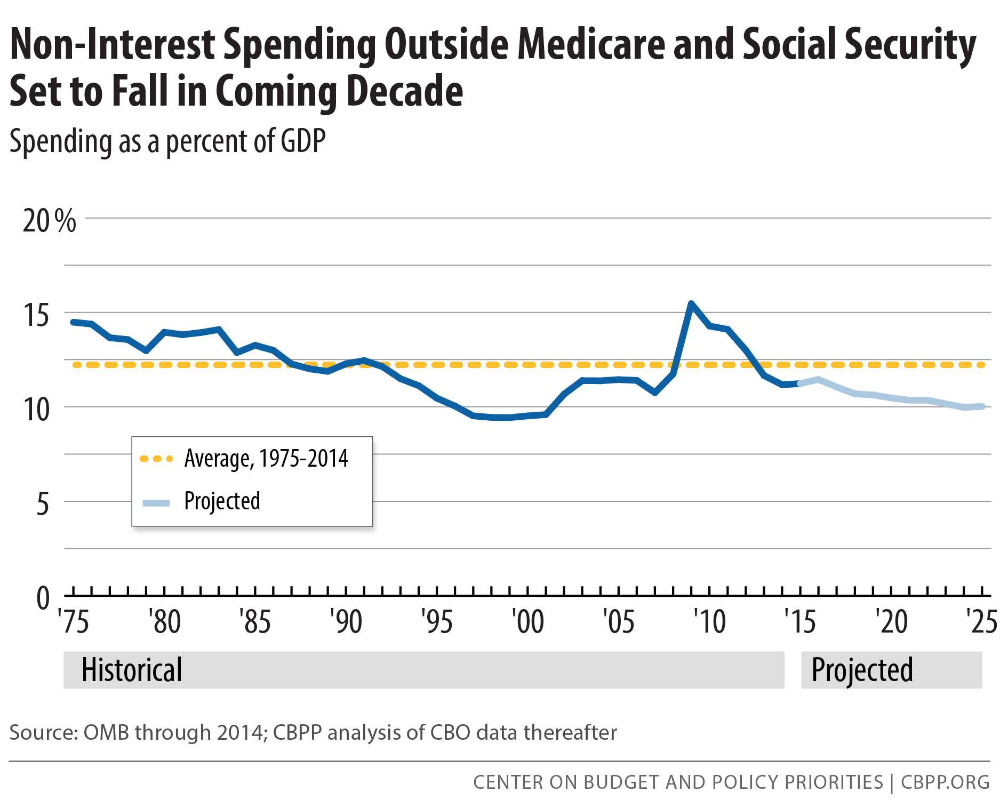 Non-Interest Spending Outside Medicare and Social Security
Set to Fall in Coming Decade
Spending as a percent of GDP
20%
15
10
5
0
Average, 1975-2014
Projected
'75 '80 '85 '90 '95 '00 '05 '10 '15 '20 '25
Historical Projected
Source: OMB through 2014; CBPP analysis of CBO data thereafter
CENTER ON BUDGET AND POLICY PRIORITIES | CBPP.ORG